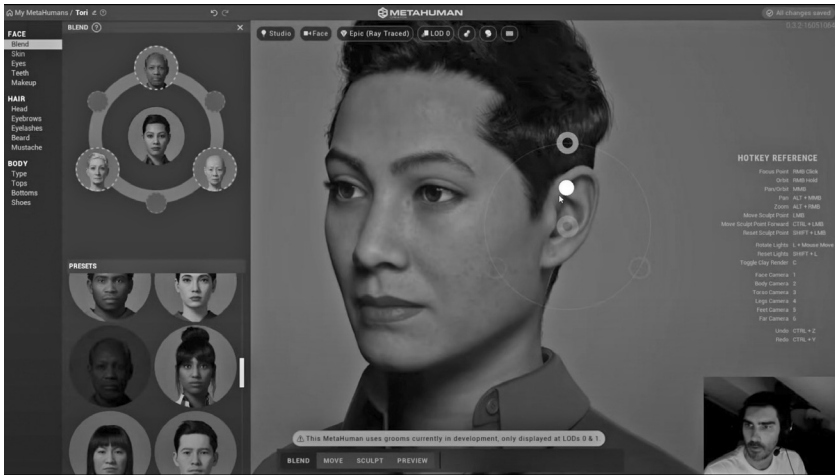 My MetaHumans / Tori
METAHUMAN
All changes saved
FACE
Blend
Skin
Eyes
Teeth
Makeup
HAIR
Head
Eyebrows
Eyelashes
Beard
Mustache
BODY
Type
Tops
Bottoms
Shoes
BLEND
PRESETS
Studio
Face
Epic (Ray Traced)
LOD 0
HOTKEY REFERENCE
Focus Point RMB Click
Orbit RMB Hold
Pan/Orbit MMB
Pan ALT + MMB
Zoom ALT + RMB
Move Sculpt Point LMB
Move Sculpt Point Forward CTRL + LMB
Reset Sculpt Point SHIFT + LMB
Rotate Lights L + Mouse Move
Reset Lights SHIFT + L
Toggle Clay Render C
Face Camera 1
Body Camera 2
Torso Camera 3
Legs Camera 4
Feet Camera 5
Far Camera 6
Undo CTRL + Z
Redo CTRL + Y
This MetaHuman uses grooms currently in development, only displayed at LODs 0 & 1
BLEND MOVE SCULPT PREVIEW